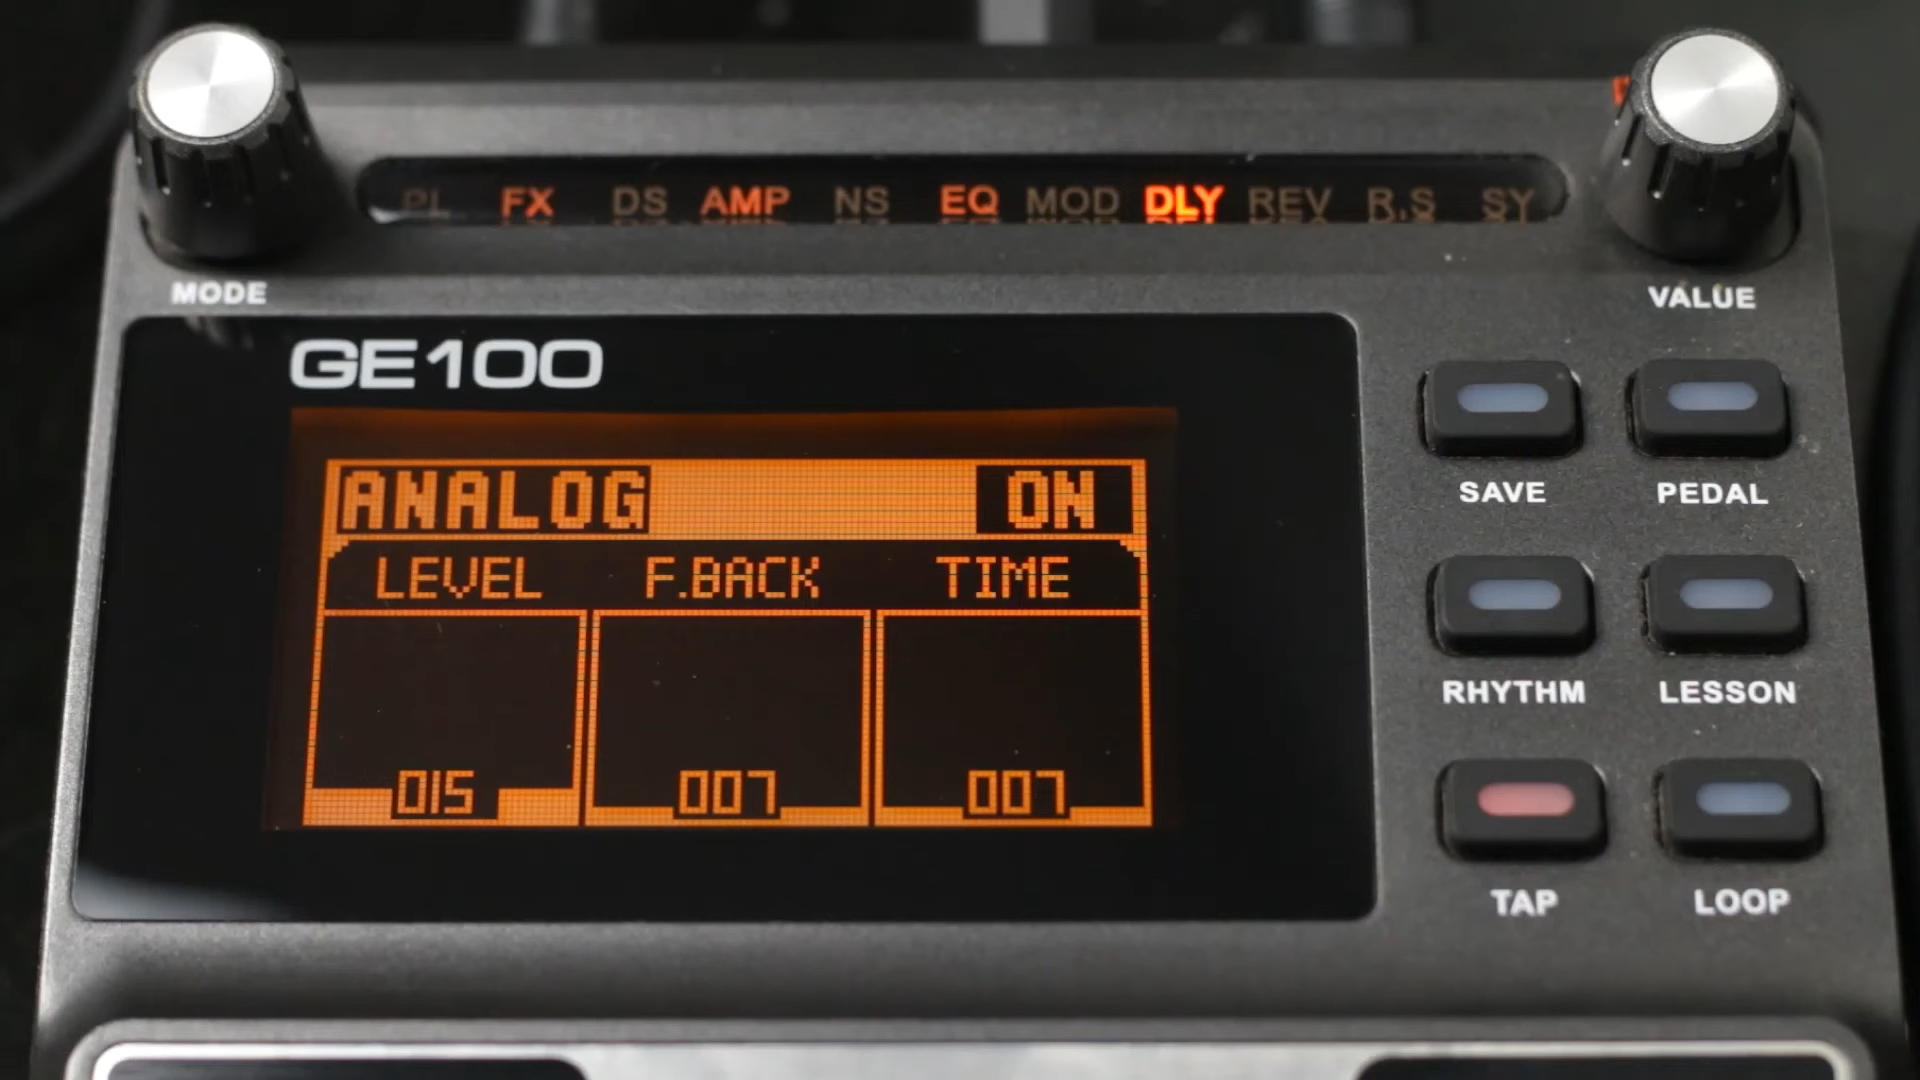 PL FX DS AMP NS EQ MOD DLY REV R.S SY
MODE
VALUE
GE100
ANALOG ON
LEVEL F.BACK TIME
015 007 007
SAVE PEDAL
RHYTHM LESSON
TAP LOOP